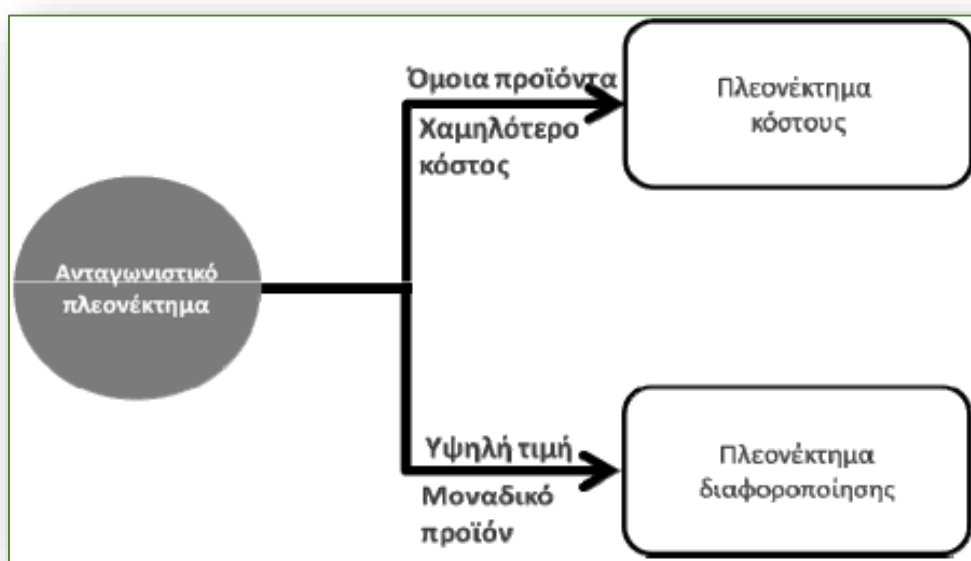 Όμοια προϊόντα
Χαμηλότερο
κόστος
Πλεονέκτημα
κόστους
Ανταγωνιστικό
πλεονέκτημα
Υψηλή τιμή
Μοναδικό
προϊόν
Πλεονέκτημα
διαφοροποίησης